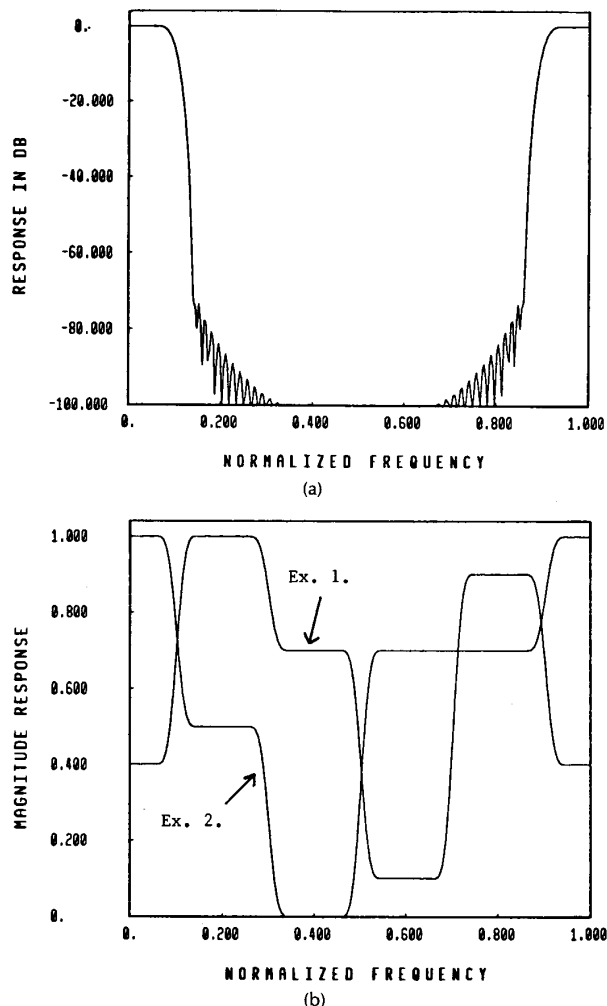 0.
-20.000
-40.000
-60.000
-80.000
-100.000
RESPONSE IN DB
0. 0.200 0.400 0.600 0.800 1.000
NORMALIZED FREQUENCY
(a)
1.000
0.800
0.600
0.400
0.200
0.
MAGNITUDE RESPONSE
Ex. 1.
Ex. 2.
0. 0.200 0.400 0.600 0.800 1.000
NORMALIZED FREQUENCY
(b)